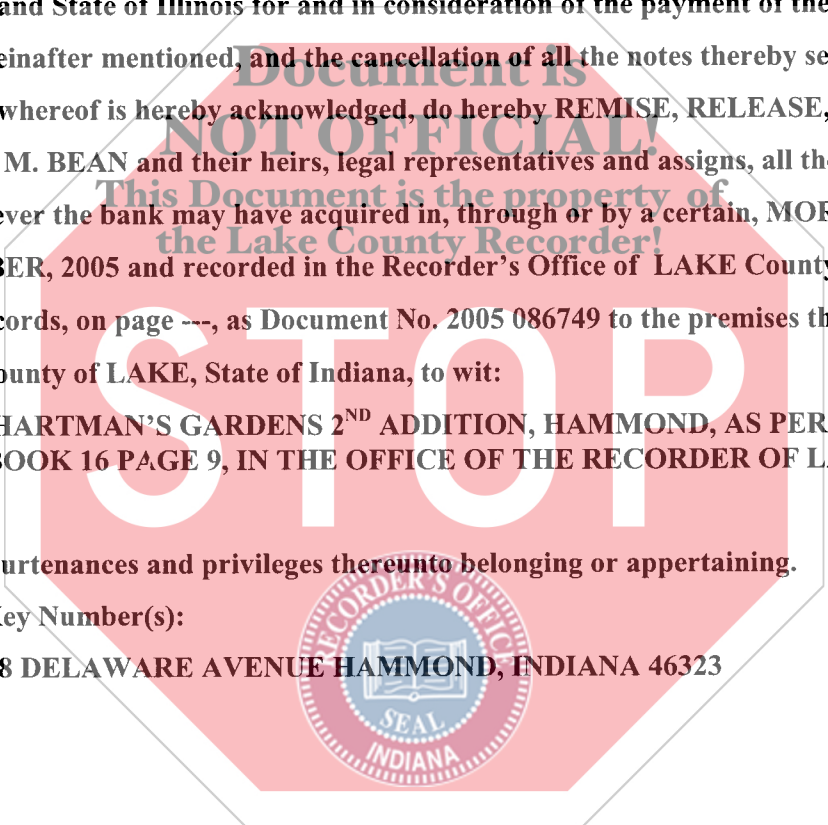 and State of Illinois for and in consideration of the payment of the
einafter mentioned, and the cancellation of all the notes thereby se
Document is
whereof is hereby acknowledged, do hereby REMISE, RELEASE,
NOT OFFICIAL!
M. BEAN and their heirs, legal representatives and assigns, all th
This Document is the property of
ever the bank may have acquired in, through or by a certain, MOR
the Lake County Recorder!
BER, 2005 and recorded in the Recorder's Office of LAKE County
cords, on page ---, as Document No. 2005 086749 to the premises th
STOP
ounty of LAKE, State of Indiana, to wit:
HARTMAN'S GARDENS 2ND ADDITION, HAMMOND, AS PER
BOOK 16 PAGE 9, IN THE OFFICE OF THE RECORDER OF LA
urtenances and privileges thereunto belonging or appertaining.
Key Number(s):
8 DELAWARE AVENUE HAMMOND, INDIANA 46323
RECORDER'S OFFICE
SEAL
INDIANA